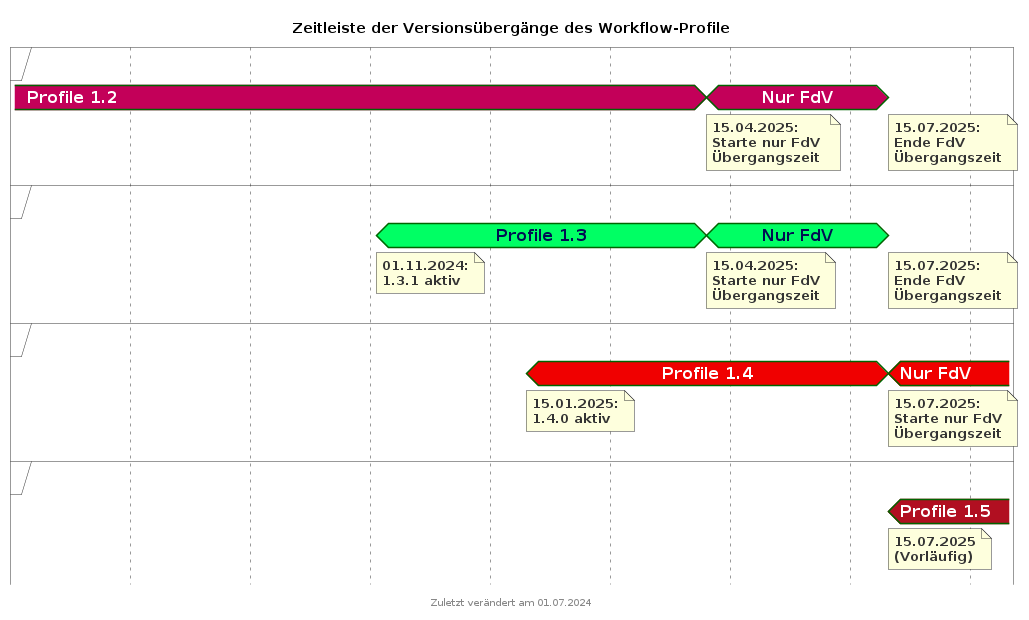 Zeitleiste der Versionsübergänge des Workflow-Profile
Profile 1.2
Nur FdV
15.04.2025:
Starte nur FdV
Übergangszeit
15.07.2025:
Ende FdV
Übergangszeit
Profile 1.3
Nur FdV
01.11.2024:
1.3.1 aktiv
15.04.2025:
Starte nur FdV
Übergangszeit
15.07.2025:
Ende FdV
Übergangszeit
Profile 1.4
Nur FdV
15.01.2025:
1.4.0 aktiv
15.07.2025:
Starte nur FdV
Übergangszeit
Profile 1.5
15.07.2025
(Vorläufig)
Zuletzt verändert am 01.07.2024